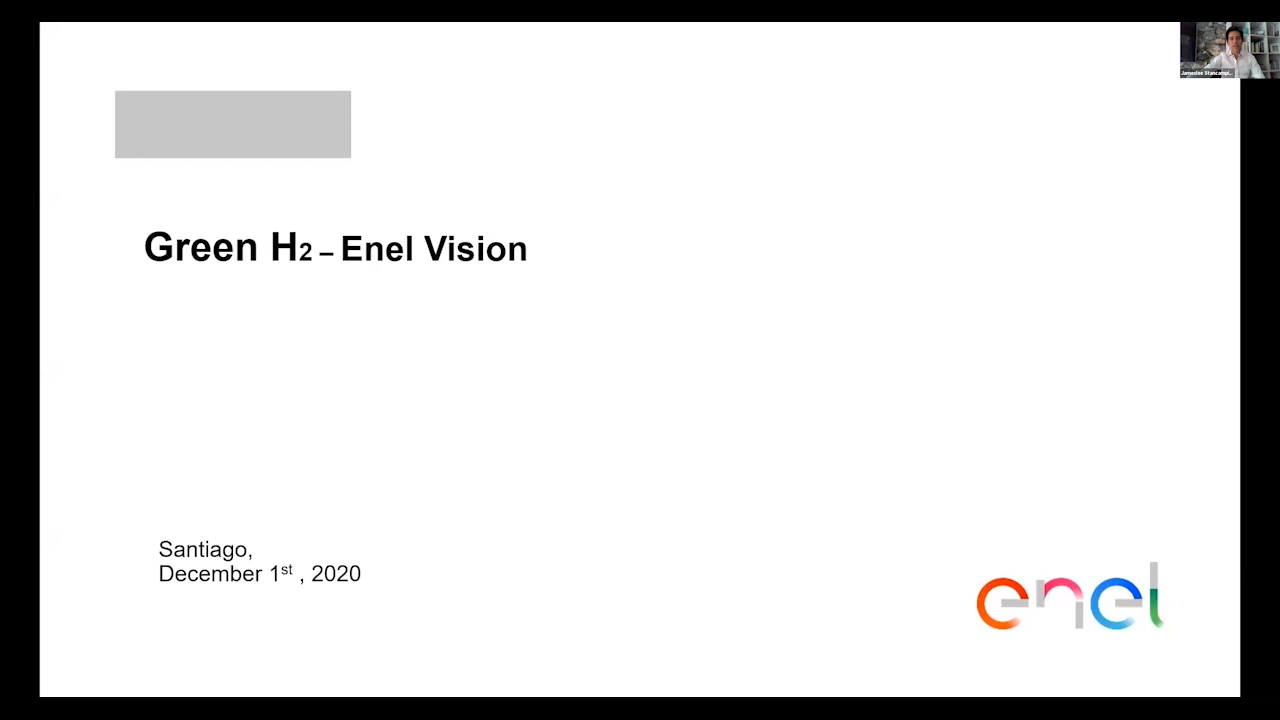 Green H2 – Enel Vision
Santiago,
December 1st , 2020
enel